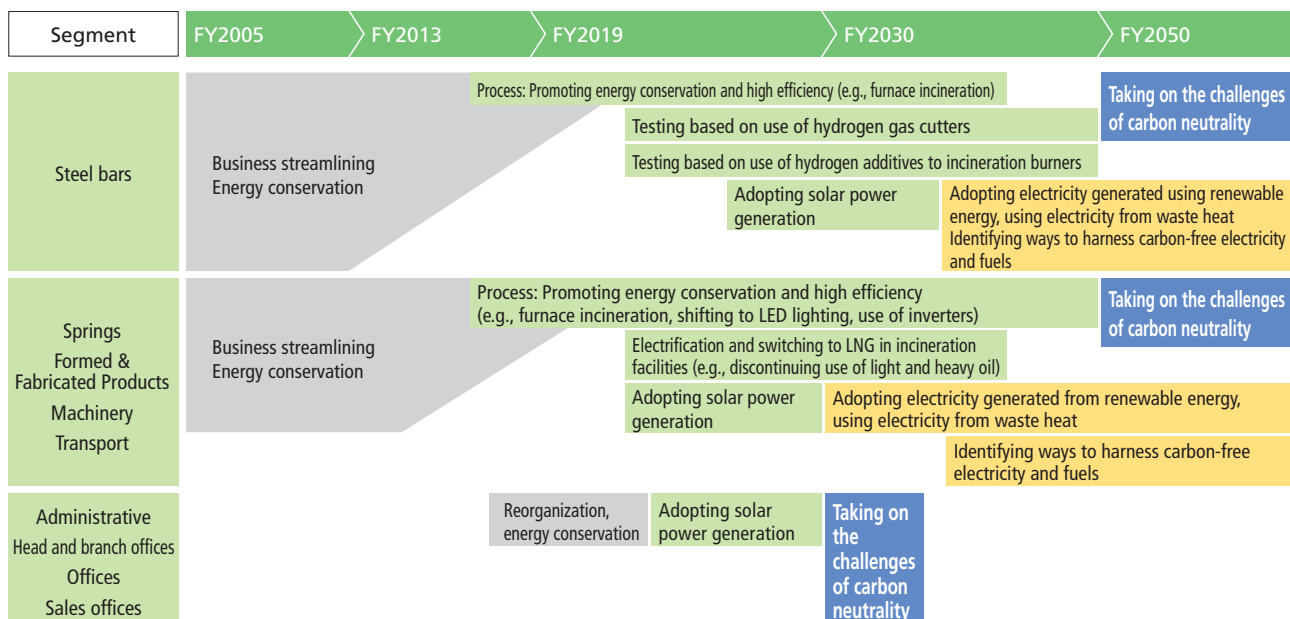 Segment
FY2005
FY2013
FY2019
FY2030
FY2050
Steel bars
Business streamlining
Energy conservation
Process: Promoting energy conservation and high efficiency (e.g., furnace incineration)
Testing based on use of hydrogen gas cutters
Testing based on use of hydrogen additives to incineration burners
Adopting solar power
generation
Adopting electricity generated using renewable
energy, using electricity from waste heat
Identifying ways to harness carbon-free electricity
and fuels
Taking on the challenges
of carbon neutrality
Springs
Formed &
Fabricated Products
Machinery
Transport
Business streamlining
Energy conservation
Process: Promoting energy conservation and high efficiency
(e.g., furnace incineration, shifting to LED lighting, use of inverters)
Electrification and switching to LNG in incineration
facilities (e.g., discontinuing use of light and heavy oil)
Adopting solar power
generation
Adopting electricity generated from renewable energy,
using electricity from waste heat
Identifying ways to harness carbon-free
electricity and fuels
Taking on the challenges
of carbon neutrality
Administrative
Head and branch offices
Offices
Sales offices
Reorganization,
energy conservation
Adopting solar
power generation
Taking on
the
challenges
of carbon
neutrality